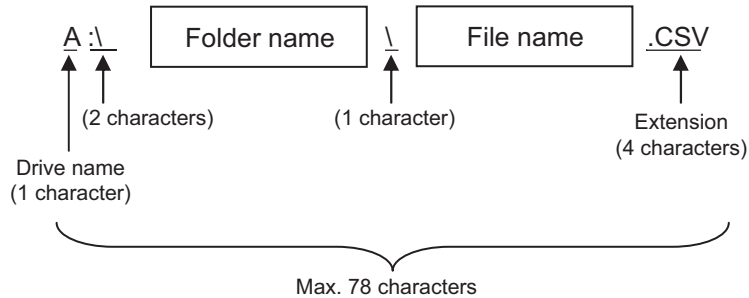 A :\ Folder name \ File name .CSV
(2 characters) (1 character) Extension
(4 characters)
Drive name
(1 character)
Max. 78 characters